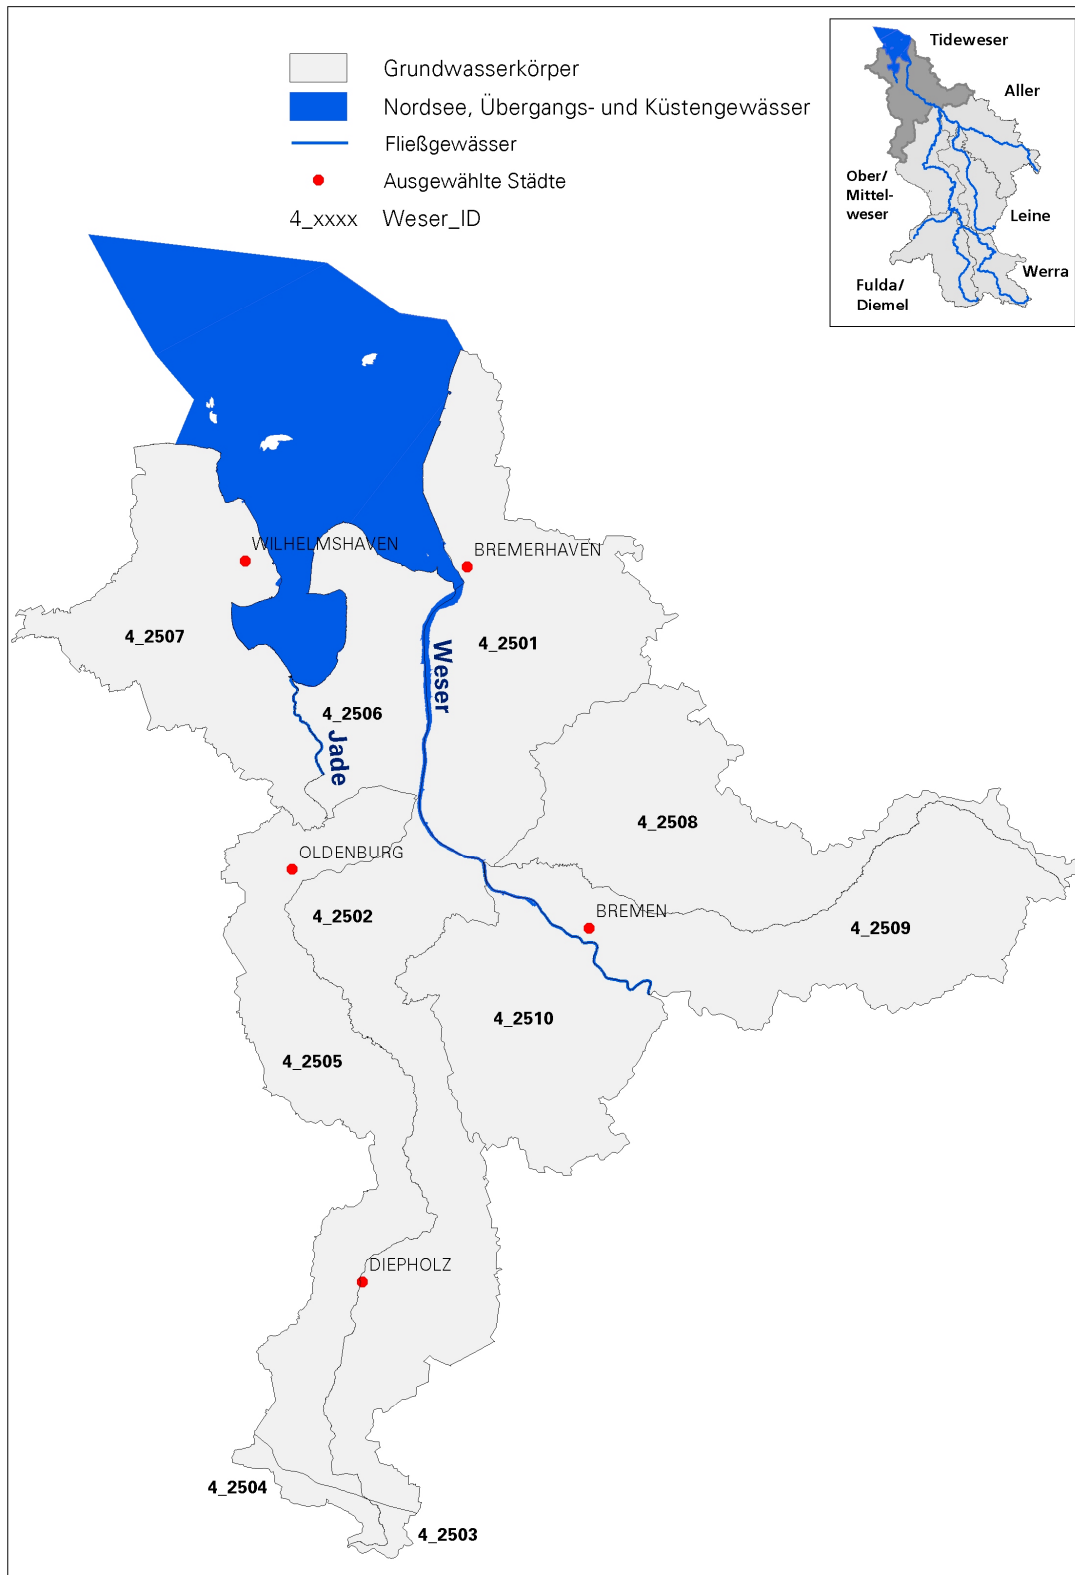 Grundwasserkörper
Nordsee, Übergangs- und Küstengewässer
Fließgewässer
Ausgewählte Städte
4_xxxx Weser_ID
Tideweser
Aller
Ober/
Mittel-
weser
Leine
Werra
Fulda/
Diemel
WILHELMSHAVEN
BREMERHAVEN
4_2507
4_2501
Weser
4_2506
Jade
4_2508
OLDENBURG
4_2502
BREMEN
4_2509
4_2510
4_2505
DIEPHOLZ
4_2504
4_2503